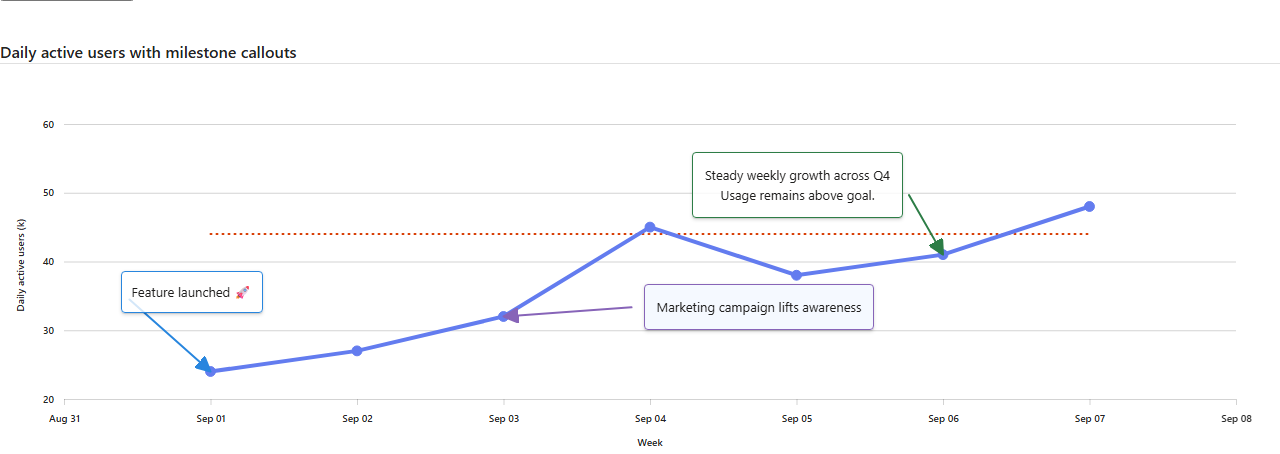 Daily active users with milestone callouts
60
50
40
30
20
Daily active users (k)
Steady weekly growth across Q4
Usage remains above goal.
Feature launched 🚀
Marketing campaign lifts awareness
Aug 31
Sep 01
Sep 02
Sep 03
Sep 04
Sep 05
Sep 06
Sep 07
Sep 08
Week